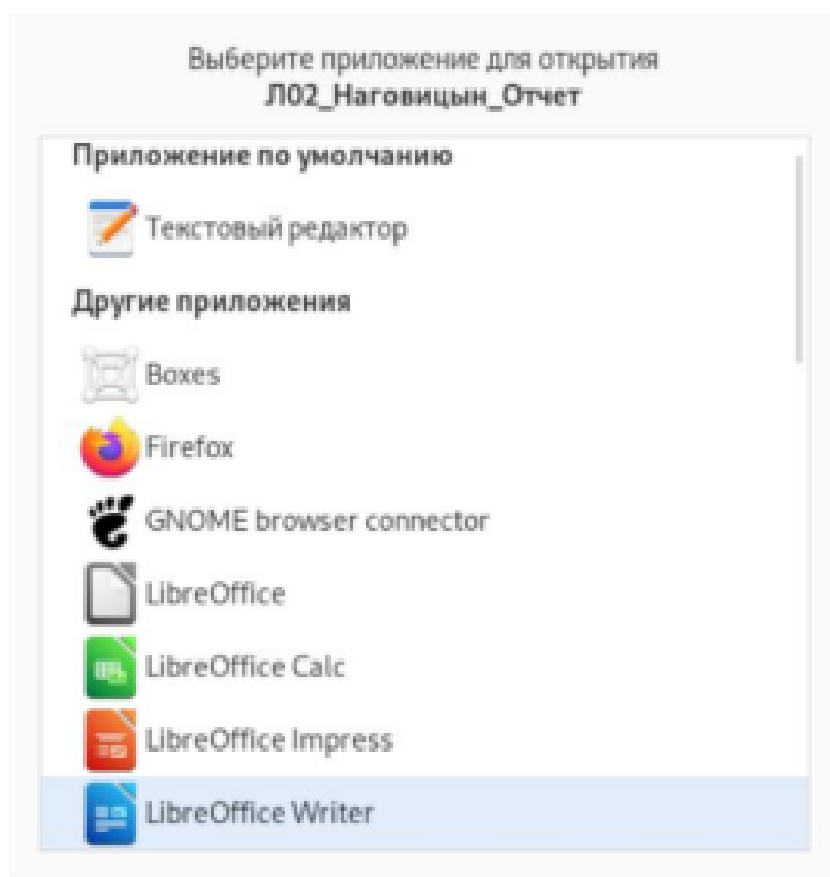 Выберите приложение для открытия
Л02_Наговицын_Отчет
Приложение по умолчанию
Текстовый редактор
Другие приложения
Boxes
Firefox
GNOME browser connector
LibreOffice
LibreOffice Calc
LibreOffice Impress
LibreOffice Writer